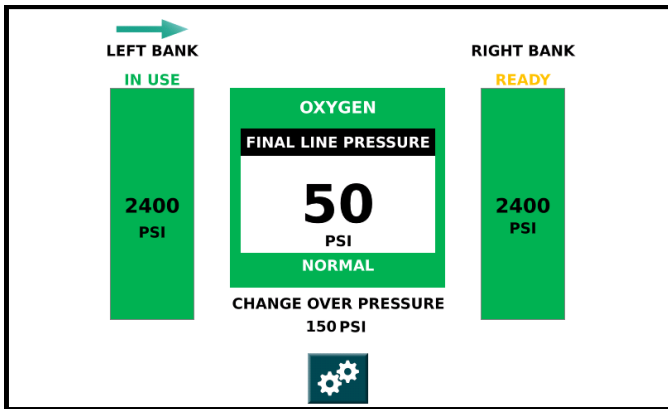 LEFT BANK
IN USE
2400
PSI
OXYGEN
FINAL LINE PRESSURE
50
PSI
NORMAL
CHANGE OVER PRESSURE
150 PSI
RIGHT BANK
READY
2400
PSI